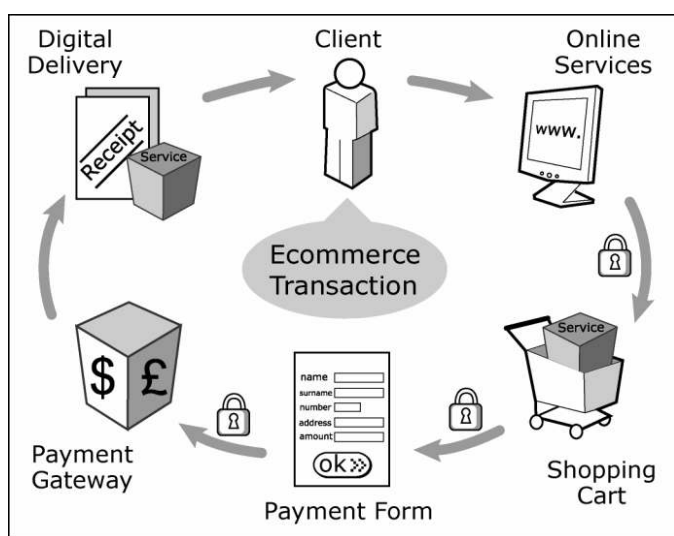 Digital
Delivery
Client
Online
Services
Receipt
Service
www.
Ecommerce
Transaction
Service
Shopping
Cart
name
surname
number
address
amount
ok
Payment Form
$ £
Payment
Gateway